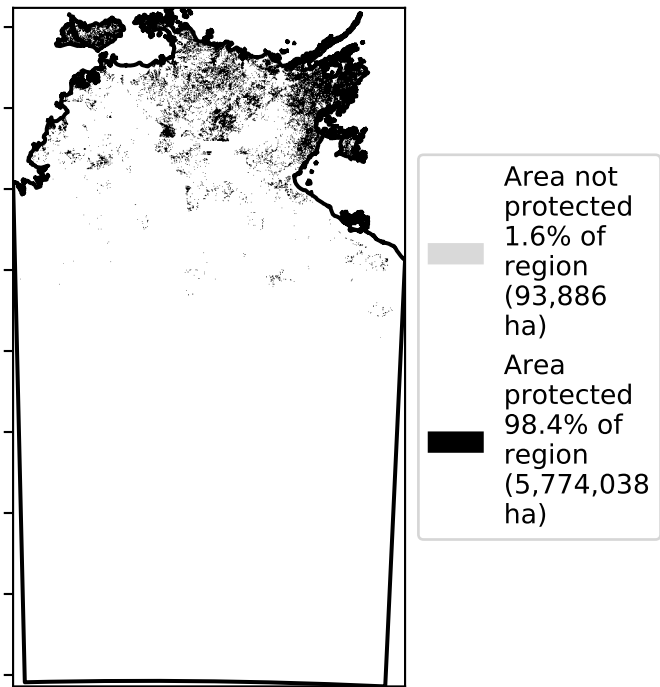 Area not
protected
1.6% of
region
(93,886
ha)
Area
protected
98.4% of
region
(5,774,038
ha)